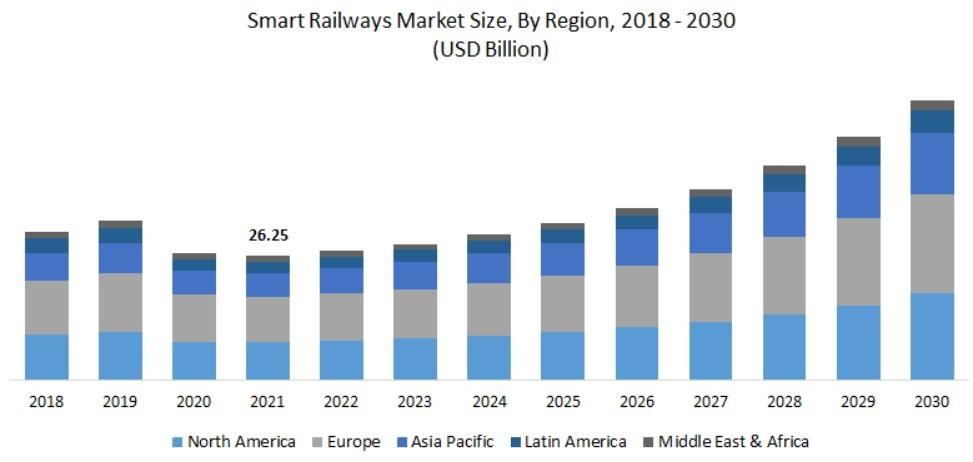 Smart Railways Market Size, By Region, 2018 - 2030
(USD Billion)
26.25
2018 2019 2020 2021 2022 2023 2024 2025 2026 2027 2028 2029 2030
North America Europe Asia Pacific Latin America Middle East & Africa